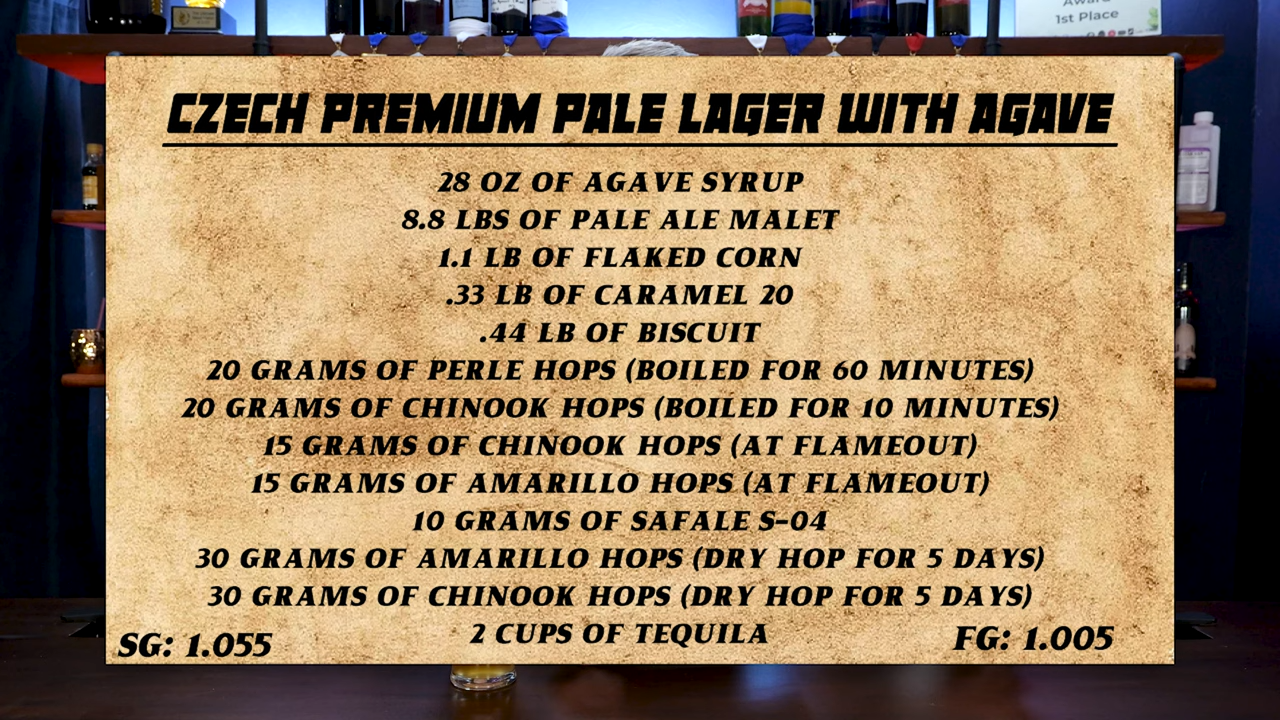 Award
1st Place
CZECH PREMIUM PALE LAGER WITH AGAVE
28 OZ OF AGAVE SYRUP
8.8 LBS OF PALE ALE MALET
1.1 LB OF FLAKED CORN
.33 LB OF CARAMEL 20
.44 LB OF BISCUIT
20 GRAMS OF PERLE HOPS (BOILED FOR 60 MINUTES)
20 GRAMS OF CHINOOK HOPS (BOILED FOR 10 MINUTES)
15 GRAMS OF CHINOOK HOPS (AT FLAMEOUT)
15 GRAMS OF AMARILLO HOPS (AT FLAMEOUT)
10 GRAMS OF SAFALE S-04
30 GRAMS OF AMARILLO HOPS (DRY HOP FOR 5 DAYS)
30 GRAMS OF CHINOOK HOPS (DRY HOP FOR 5 DAYS)
2 CUPS OF TEQUILA
SG: 1.055
FG: 1.005